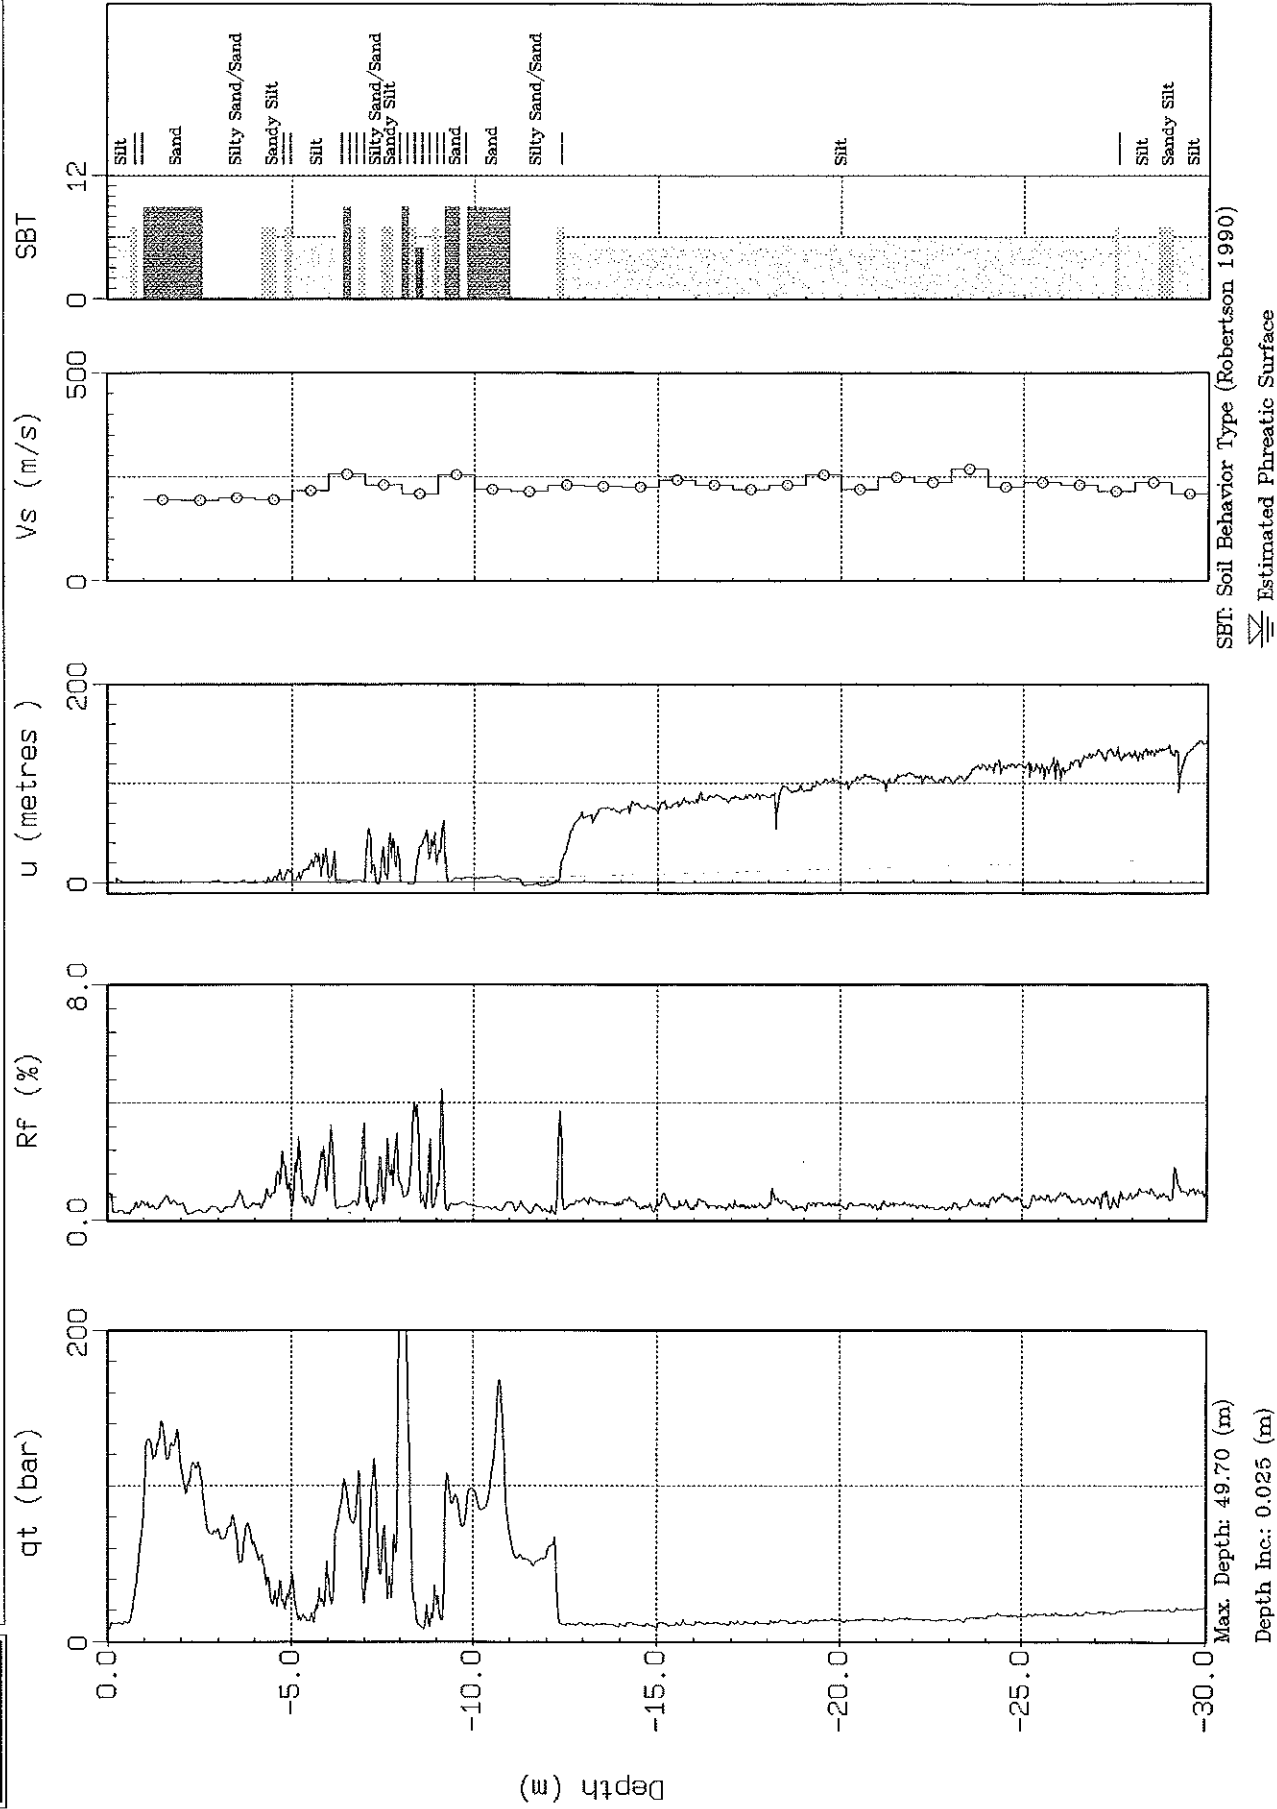 qt (bar)
Rf (%)
u (metres )
Vs (m/s)
SBT
0
200
0.0
8.0
0
200
0
500
0
12
0.0
-5.0
-10.0
-15.0
-20.0
-25.0
-30.0
Depth (m)
Silt
Sand
Silty Sand/Sand
Sandy Silt
Silt
Silty Sand/Sand
Sandy Silt
Sand
Sand
Silty Sand/Sand
Silt
Silt
Sandy Silt
Silt
Max. Depth: 49.70 (m)
Depth Inc.: 0.025 (m)
SBT: Soil Behavior Type (Robertson 1990)
Estimated Phreatic Surface